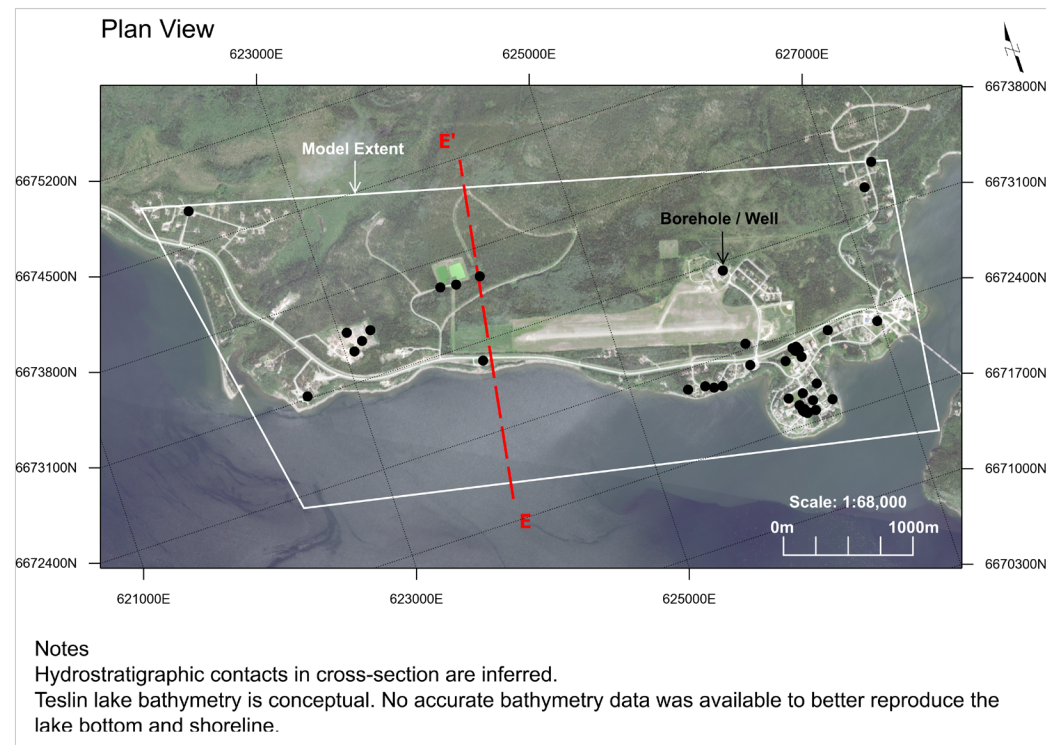 Plan View
623000E 625000E 627000E
N
6673800N
E'
Model Extent
6675200N 6673100N
Borehole / Well
6674500N 6672400N
6673800N 6671700N
6673100N 6671000N
Scale: 1:68,000
E
0m 1000m
6672400N 6670300N
621000E 623000E 625000E
Notes
Hydrostratigraphic contacts in cross-section are inferred.
Teslin lake bathymetry is conceptual. No accurate bathymetry data was available to better reproduce the
lake bottom and shoreline.